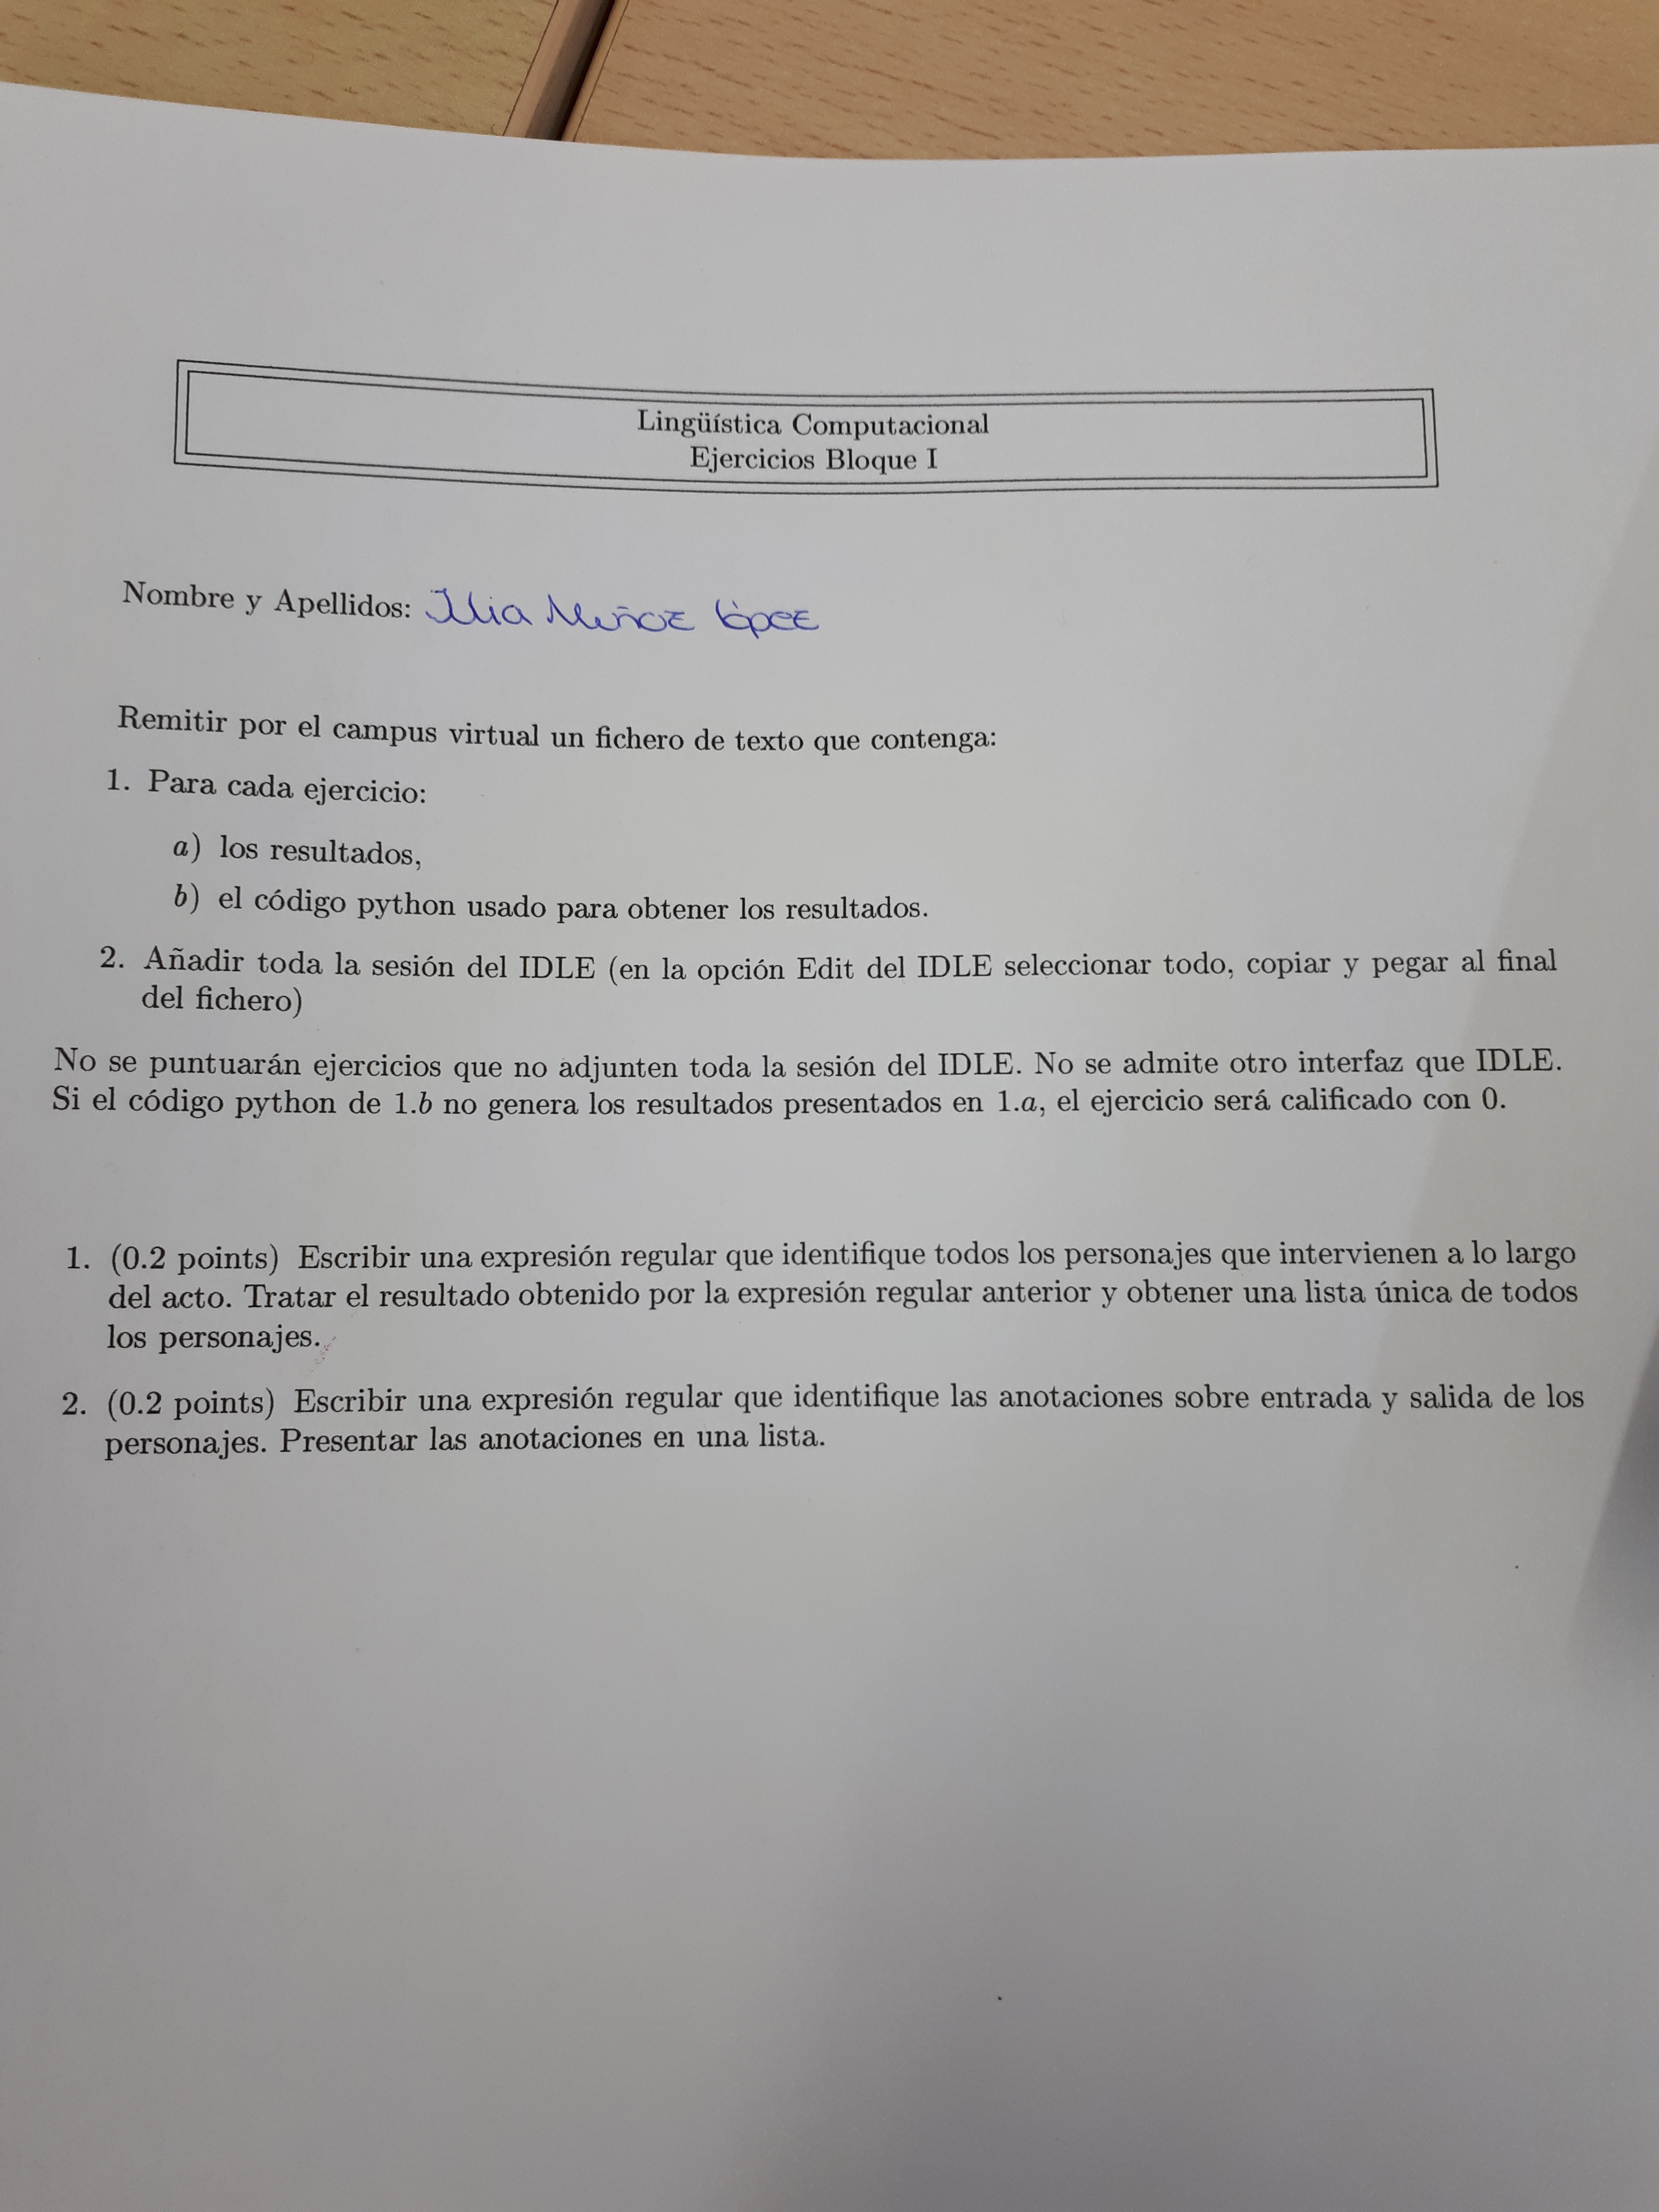 Lingüística Computacional
Ejercicios Bloque I
Nombre y Apellidos: Julia Muñoz López
Remitir por el campus virtual un fichero de texto que contenga:
1. Para cada ejercicio:
a) los resultados,
b) el código python usado para obtener los resultados.
2. Añadir toda la sesión del IDLE (en la opción Edit del IDLE seleccionar todo, copiar y pegar al final
del fichero)
No se puntuarán ejercicios que no adjunten toda la sesión del IDLE. No se admite otro interfaz que IDLE.
Si el código python de 1.b no genera los resultados presentados en 1.a, el ejercicio será calificado con 0.
1. (0.2 points) Escribir una expresión regular que identifique todos los personajes que intervienen a lo largo
del acto. Tratar el resultado obtenido por la expresión regular anterior y obtener una lista única de todos
los personajes.
2. (0.2 points) Escribir una expresión regular que identifique las anotaciones sobre entrada y salida de los
personajes. Presentar las anotaciones en una lista.